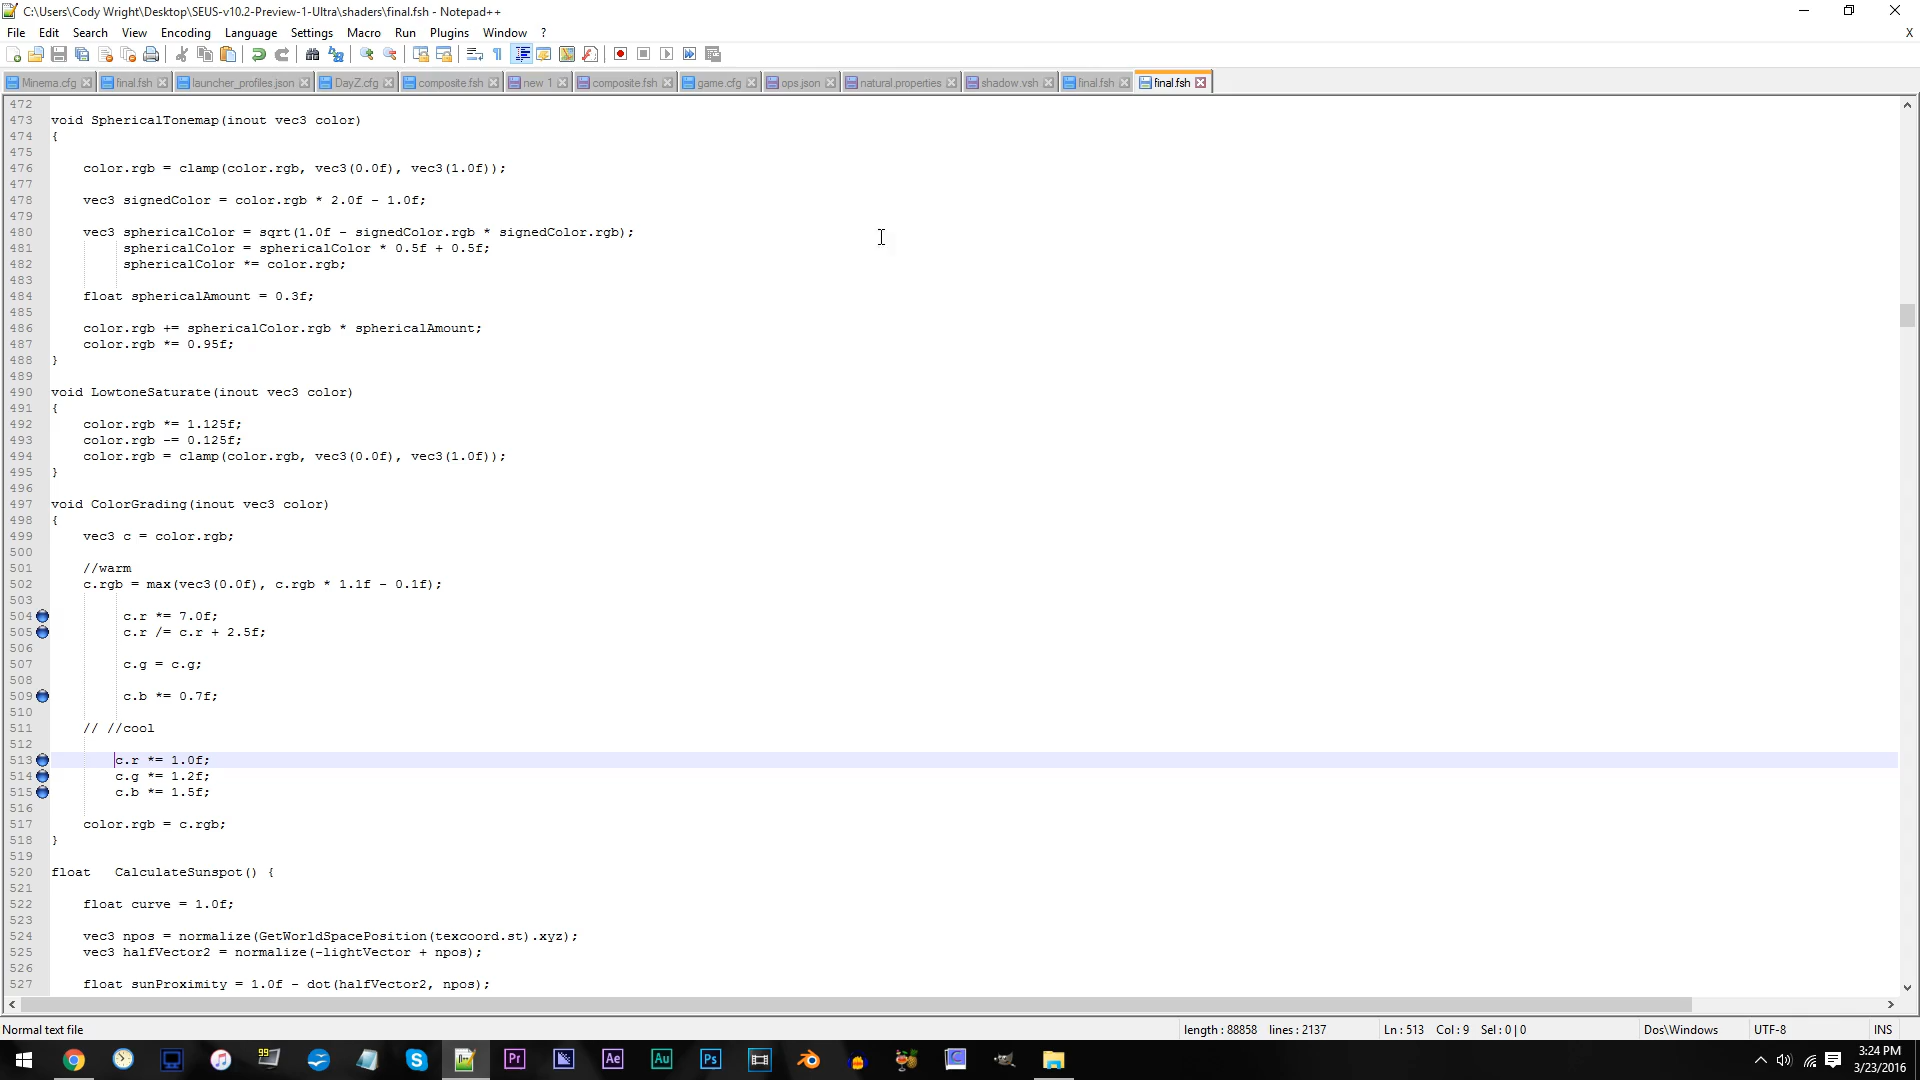 C:\Users\Cody Wright\Desktop\SEUS-v10.2-Preview-1-Ultra\shaders\final.fsh - Notepad++
File Edit Search View Encoding Language Settings Macro Run Plugins Window ? X
Minema.cfg final.fsh launcher_profiles.json DayZ.cfg composite.fsh new 1 composite.fsh game.cfg ops.json natural.properties shadow.vsh final.fsh final.fsh
472
473 void SphericalTonemap(inout vec3 color)
474 {
475
476 color.rgb = clamp(color.rgb, vec3(0.0f), vec3(1.0f));
477
478 vec3 signedColor = color.rgb * 2.0f - 1.0f;
479
480 vec3 sphericalColor = sqrt(1.0f - signedColor.rgb * signedColor.rgb);
481 sphericalColor = sphericalColor * 0.5f + 0.5f;
482 sphericalColor *= color.rgb;
483
484 float sphericalAmount = 0.3f;
485
486 color.rgb += sphericalColor.rgb * sphericalAmount;
487 color.rgb *= 0.95f;
488 }
489
490 void LowtoneSaturate(inout vec3 color)
491 {
492 color.rgb *= 1.125f;
493 color.rgb -= 0.125f;
494 color.rgb = clamp(color.rgb, vec3(0.0f), vec3(1.0f));
495 }
496
497 void ColorGrading(inout vec3 color)
498 {
499 vec3 c = color.rgb;
500
501 //warm
502 c.rgb = max(vec3(0.0f), c.rgb * 1.1f - 0.1f);
503
504 c.r *= 7.0f;
505 c.r /= c.r + 2.5f;
506
507 c.g = c.g;
508
509 c.b *= 0.7f;
510
511 // //cool
512
513 c.r *= 1.0f;
514 c.g *= 1.2f;
515 c.b *= 1.5f;
516
517 color.rgb = c.rgb;
518 }
519
520 float CalculateSunspot() {
521
522 float curve = 1.0f;
523
524 vec3 npos = normalize(GetWorldSpacePosition(texcoord.st).xyz);
525 vec3 halfVector2 = normalize(-lightVector + npos);
526
527 float sunProximity = 1.0f - dot(halfVector2, npos);
Normal text file length : 88858 lines : 2137 Ln : 513 Col : 9 Sel : 0 | 0 Dos\Windows UTF-8 INS
99 Pr Ae Au Ps
3:24 PM
3/23/2016